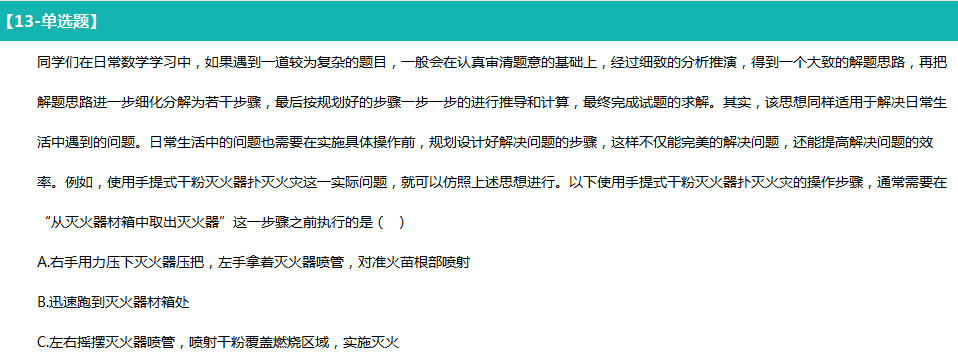 【13-单选题】
同学们在日常数学学习中，如果遇到一道较为复杂的题目，一般会在认真审清题意的基础上，经过细致的分析推演，得到一个大致的解题思路，再把
解题思路进一步细化分解为若干步骤，最后按规划好的步骤一步一步的进行推导和计算，最终完成试题的求解。其实，该思想同样适用于解决日常生
活中遇到的问题。日常生活中的问题也需要在实施具体操作前，规划设计好解决问题的步骤，这样不仅能完美的解决问题，还能提高解决问题的效
率。例如，使用手提式干粉灭火器扑灭火灾这一实际问题，就可以仿照上述思想进行。以下使用手提式干粉灭火器扑灭火灾的操作步骤，通常需要在
“从灭火器材箱中取出灭火器”这一步骤之前执行的是（　）
A.右手用力压下灭火器压把，左手拿着灭火器喷管，对准火苗根部喷射
B.迅速跑到灭火器材箱处
C.左右摇摆灭火器喷管，喷射干粉覆盖燃烧区域，实施灭火